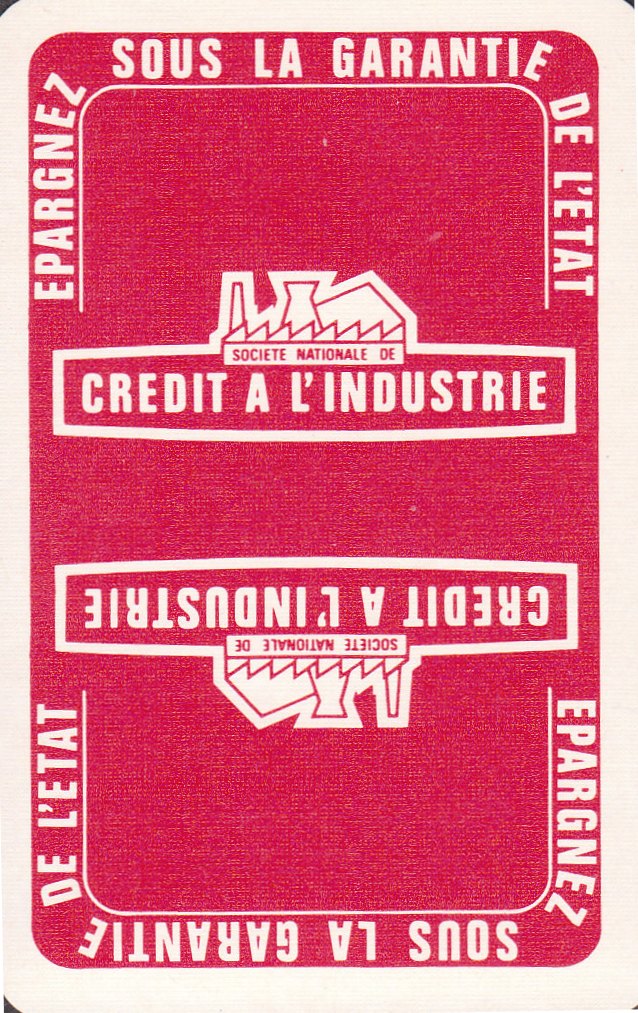 EPARGNEZ SOUS LA GARANTIE DE L'ETAT
SOCIETE NATIONALE DE
CREDIT A L'INDUSTRIE
CREDIT A L'INDUSTRIE
SOCIETE NATIONALE DE
EPARGNEZ SOUS LA GARANTIE DE L'ETAT